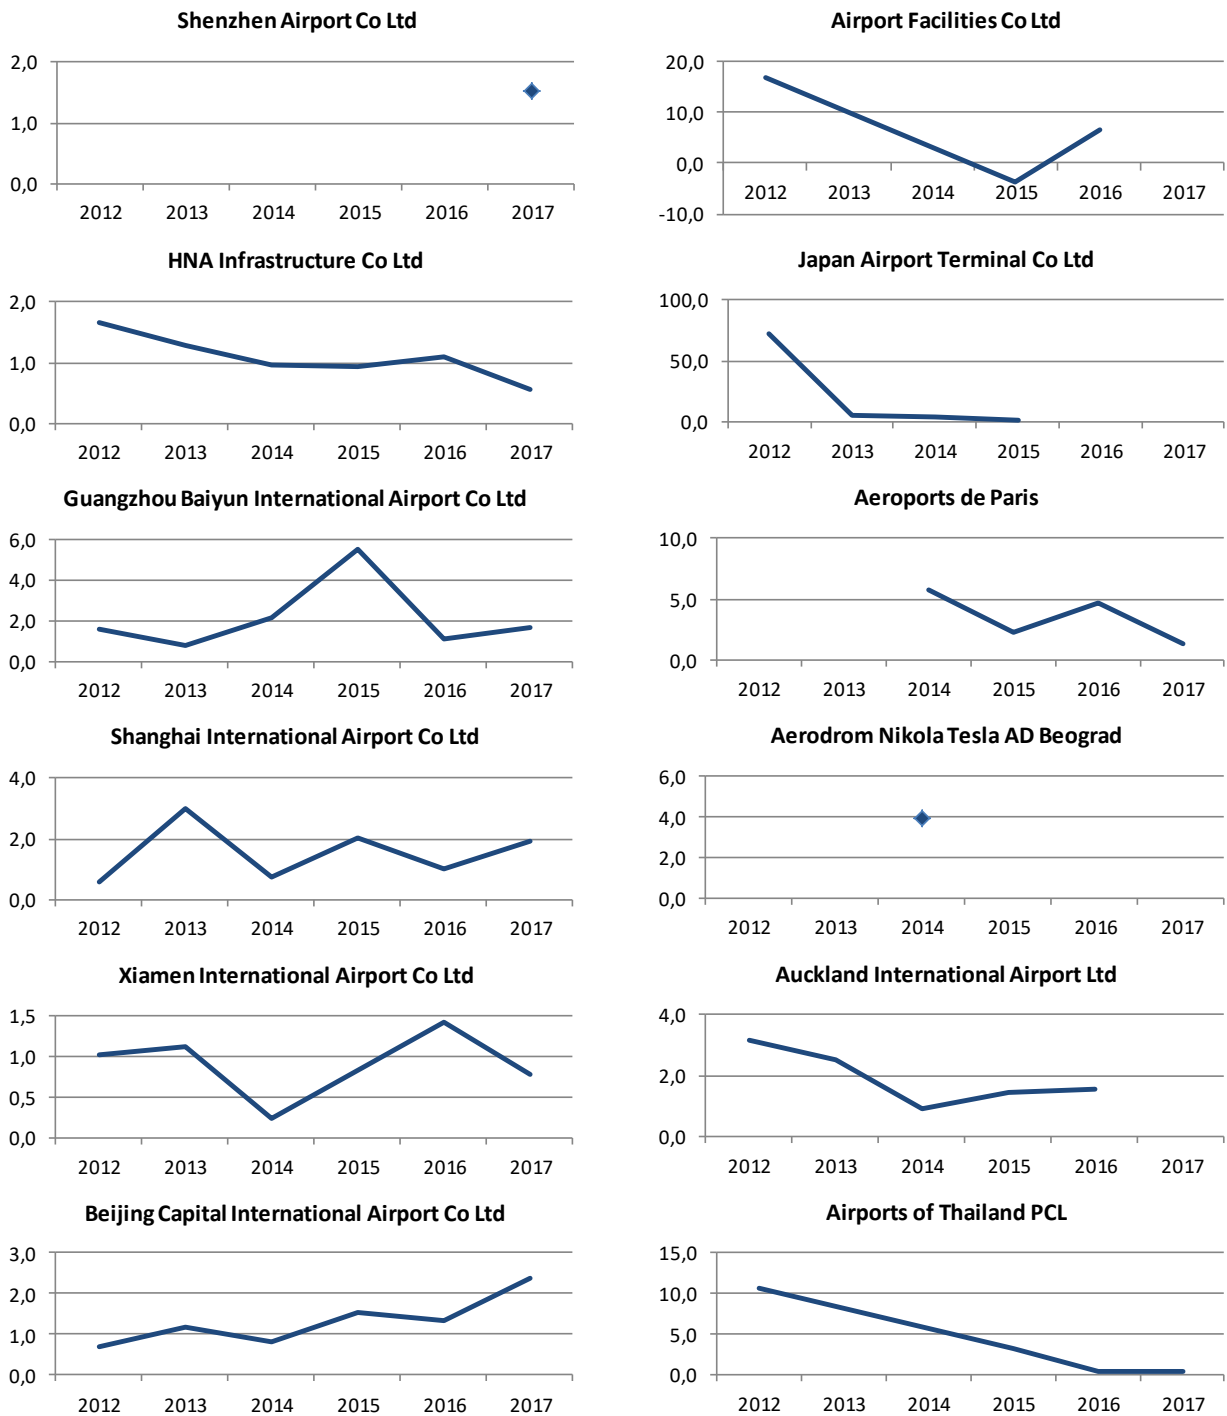 Shenzhen Airport Co Ltd
2,0
1,0
0,0
2012 2013 2014 2015 2016 2017
Airport Facilities Co Ltd
20,0
10,0
0,0
-10,0
2012 2013 2014 2015 2016 2017
HNA Infrastructure Co Ltd
2,0
1,0
0,0
2012 2013 2014 2015 2016 2017
Japan Airport Terminal Co Ltd
100,0
50,0
0,0
2012 2013 2014 2015 2016 2017
Guangzhou Baiyun International Airport Co Ltd
6,0
4,0
2,0
0,0
2012 2013 2014 2015 2016 2017
Aeroports de Paris
10,0
5,0
0,0
2012 2013 2014 2015 2016 2017
Shanghai International Airport Co Ltd
4,0
2,0
0,0
2012 2013 2014 2015 2016 2017
Aerodrom Nikola Tesla AD Beograd
6,0
4,0
2,0
0,0
2012 2013 2014 2015 2016 2017
Xiamen International Airport Co Ltd
1,5
1,0
0,5
0,0
2012 2013 2014 2015 2016 2017
Auckland International Airport Ltd
4,0
2,0
0,0
2012 2013 2014 2015 2016 2017
Beijing Capital International Airport Co Ltd
3,0
2,0
1,0
0,0
2012 2013 2014 2015 2016 2017
Airports of Thailand PCL
15,0
10,0
5,0
0,0
2012 2013 2014 2015 2016 2017